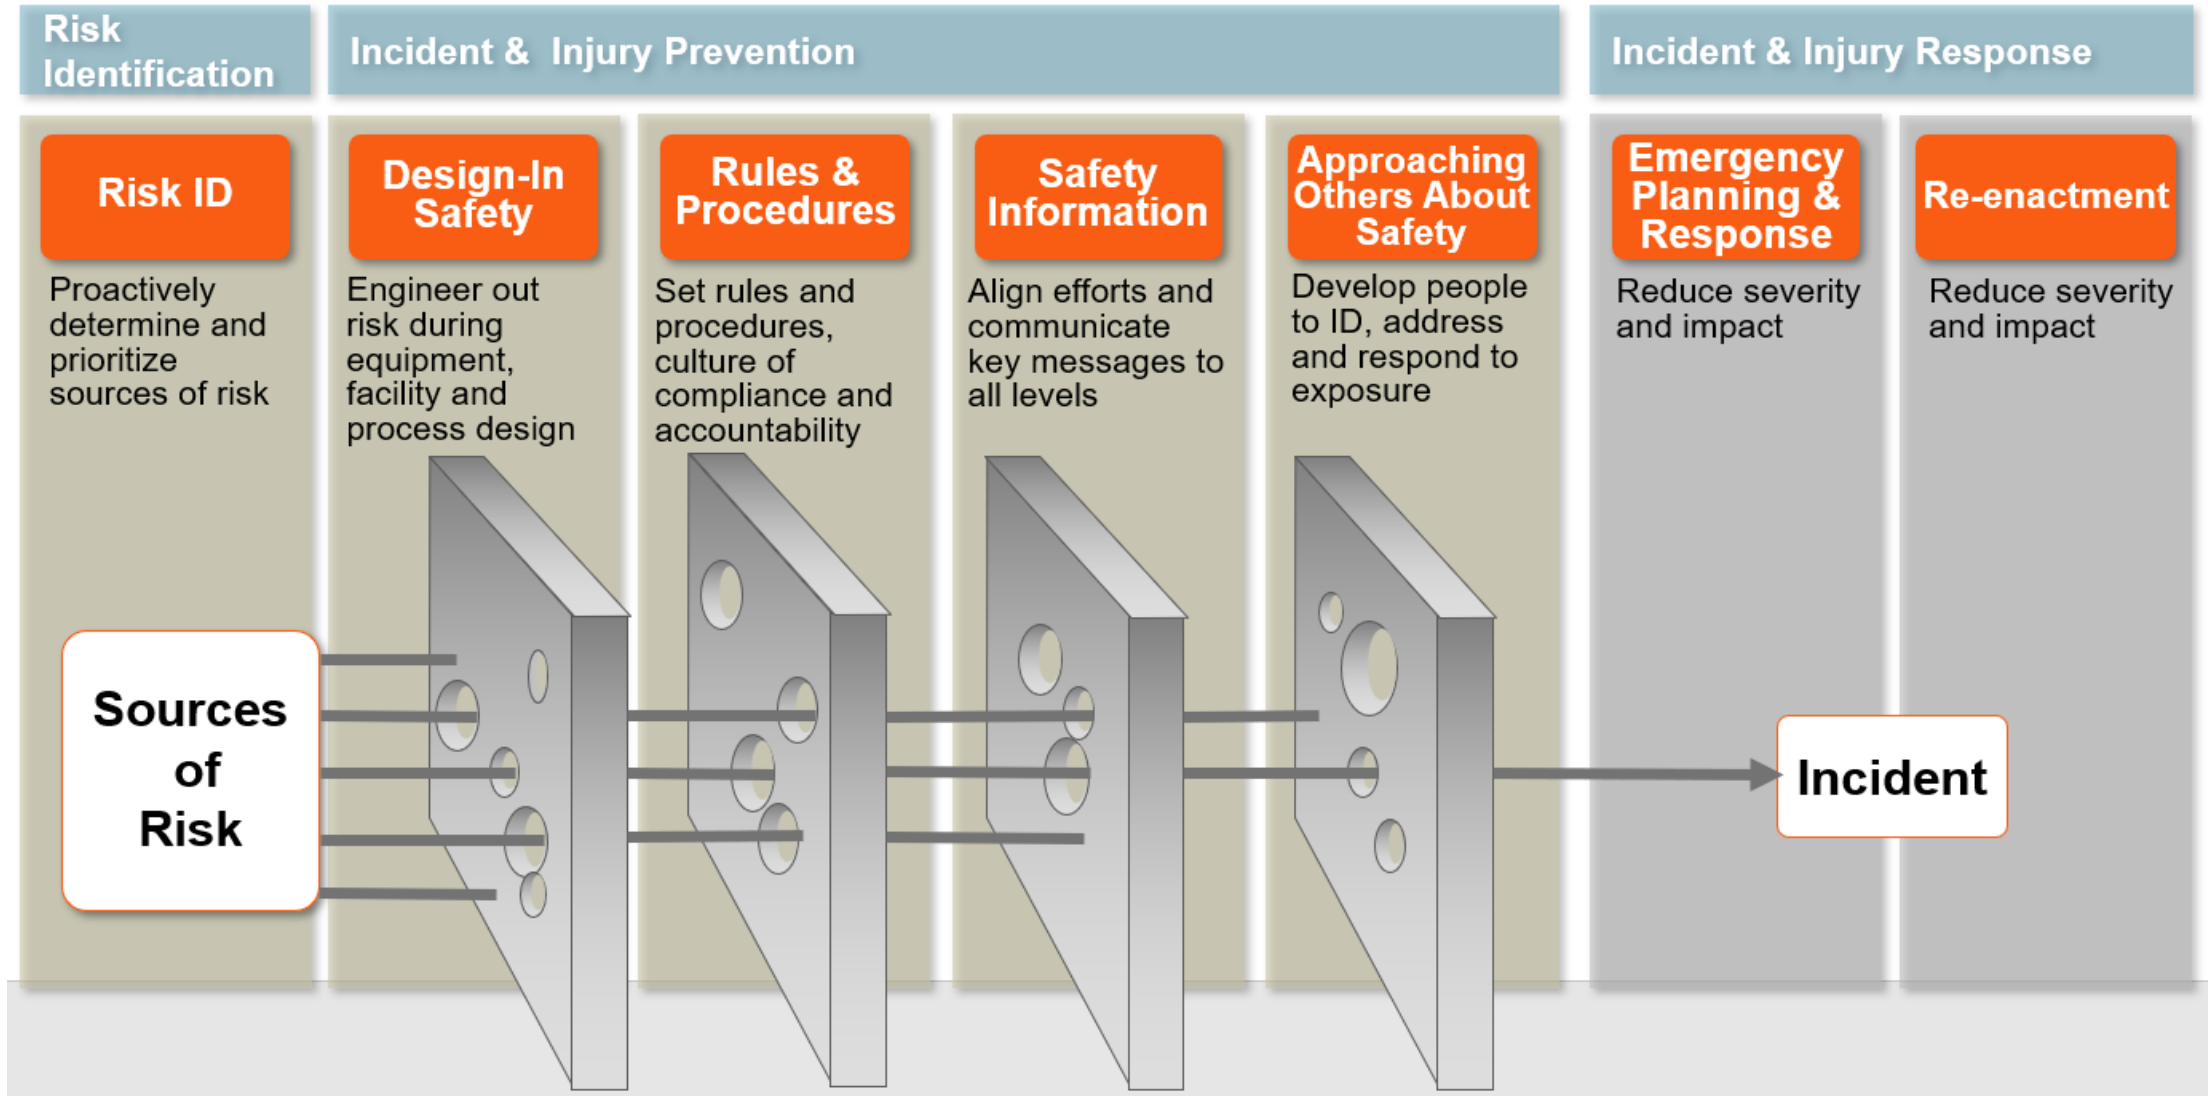 Risk
Identification
Incident & Injury Prevention
Incident & Injury Response
Risk ID
Proactively
determine and
prioritize
sources of risk
Design-In
Safety
Engineer out
risk during
equipment,
facility and
process design
Rules &
Procedures
Set rules and
procedures,
culture of
compliance and
accountability
Safety
Information
Align efforts and
communicate
key messages to
all levels
Approaching
Others About
Safety
Develop people
to ID, address
and respond to
exposure
Emergency
Planning &
Response
Reduce severity
and impact
Re-enactment
Reduce severity
and impact
Sources
of
Risk
Incident